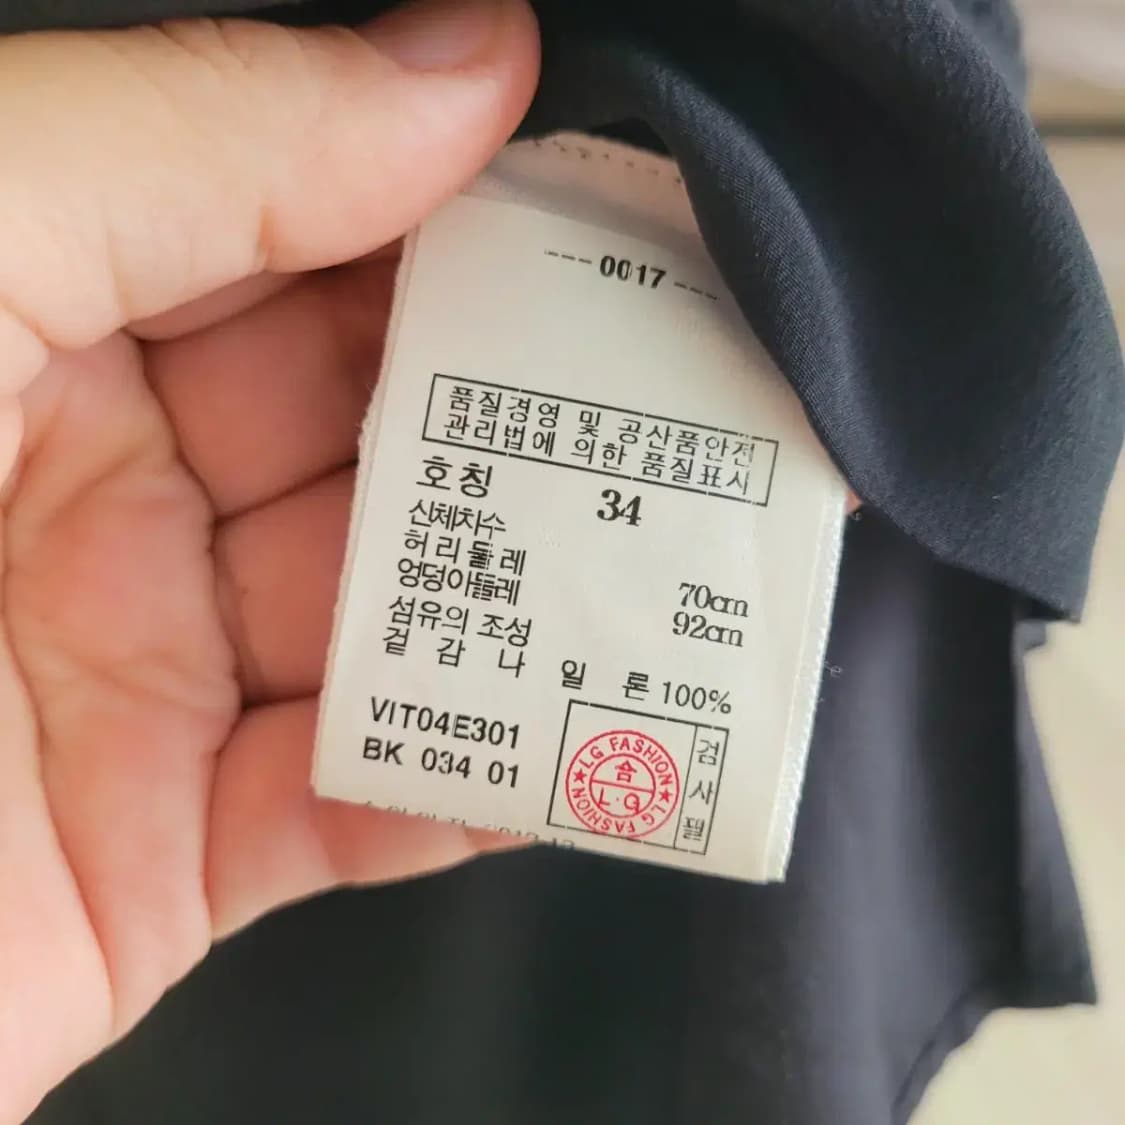 --- 0017 ---
품질경영 및 공산품안전
관리법에 의한 품질표시
호칭 34
신체치수
허리둘레 70cm
엉덩이둘레 92cm
섬유의 조성
겉감 나일론 100%
VIT04E301
BK 034 01
검사필
★LG FASHION★LG FASHION
合
L·G